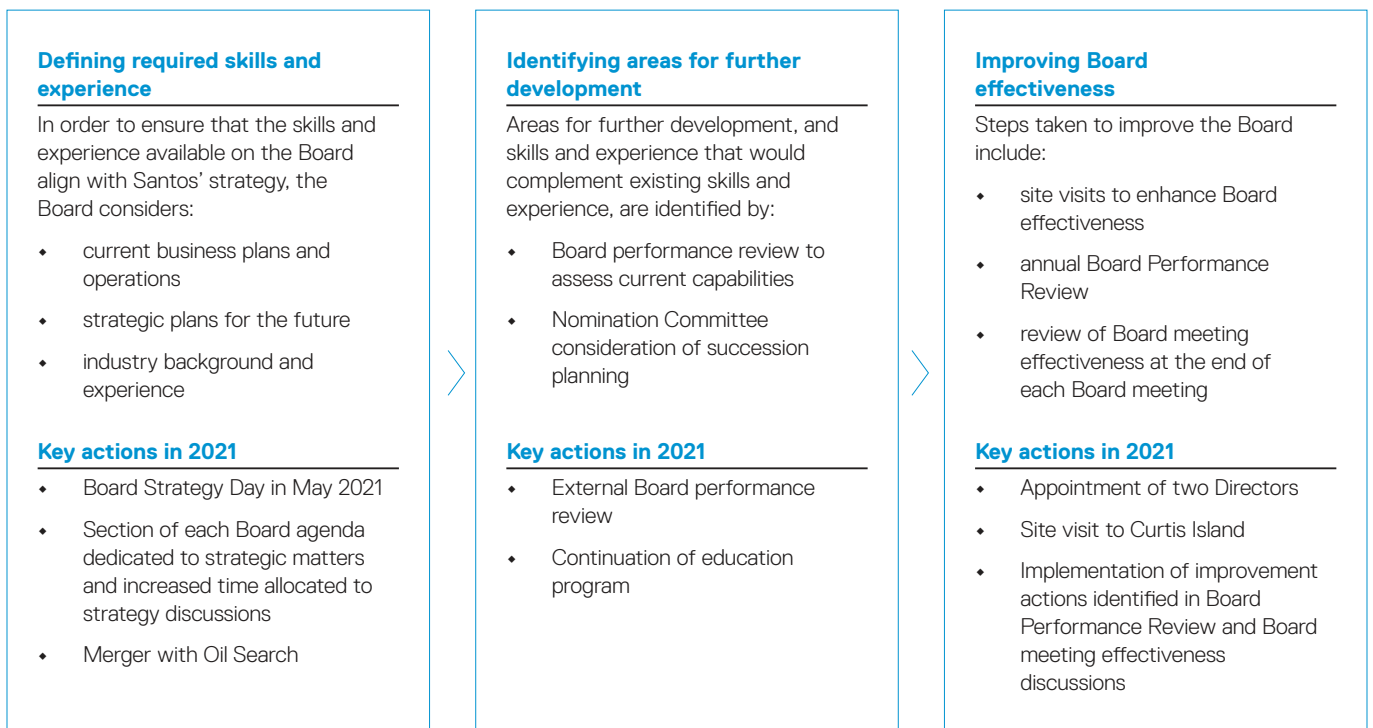 Defining required skills and
experience
In order to ensure that the skills and
experience available on the Board
align with Santos’ strategy, the
Board considers:
◆ current business plans and
operations
◆ strategic plans for the future
◆ industry background and
experience
Key actions in 2021
◆ Board Strategy Day in May 2021
◆ Section of each Board agenda
dedicated to strategic matters
and increased time allocated to
strategy discussions
◆ Merger with Oil Search
Identifying areas for further
development
Areas for further development, and
skills and experience that would
complement existing skills and
experience, are identified by:
◆ Board performance review to
assess current capabilities
◆ Nomination Committee
consideration of succession
planning
Key actions in 2021
◆ External Board performance
review
◆ Continuation of education
program
Improving Board
effectiveness
Steps taken to improve the Board
include:
◆ site visits to enhance Board
effectiveness
◆ annual Board Performance
Review
◆ review of Board meeting
effectiveness at the end of
each Board meeting
Key actions in 2021
◆ Appointment of two Directors
◆ Site visit to Curtis Island
◆ Implementation of improvement
actions identified in Board
Performance Review and Board
meeting effectiveness
discussions